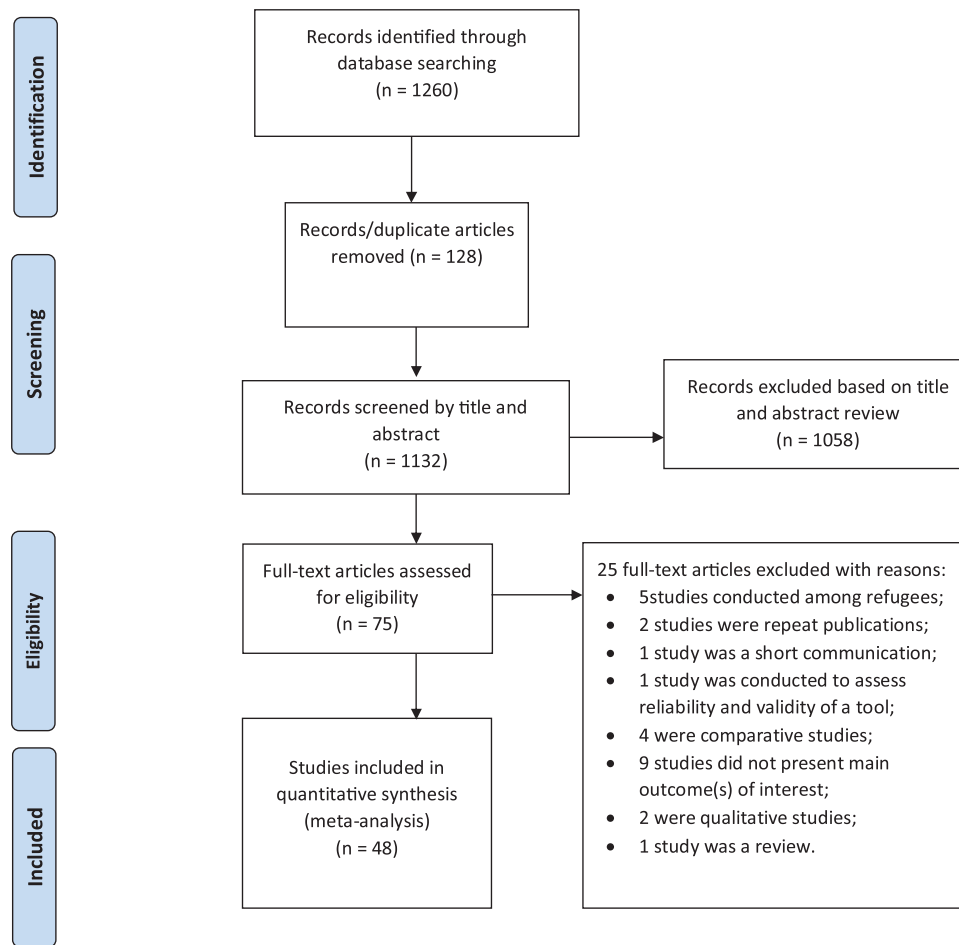 Identification
Records identified through
database searching
(n = 1260)
Records/duplicate articles
removed (n = 128)
Screening
Records screened by title and
abstract
(n = 1132)
Records excluded based on title
and abstract review
(n = 1058)
Eligibility
Full-text articles assessed
for eligibility
(n = 75)
25 full-text articles excluded with reasons:
• 5studies conducted among refugees;
• 2 studies were repeat publications;
• 1 study was a short communication;
• 1 study was conducted to assess
reliability and validity of a tool;
• 4 were comparative studies;
• 9 studies did not present main
outcome(s) of interest;
• 2 were qualitative studies;
• 1 study was a review.
Included
Studies included in
quantitative synthesis
(meta-analysis)
(n = 48)